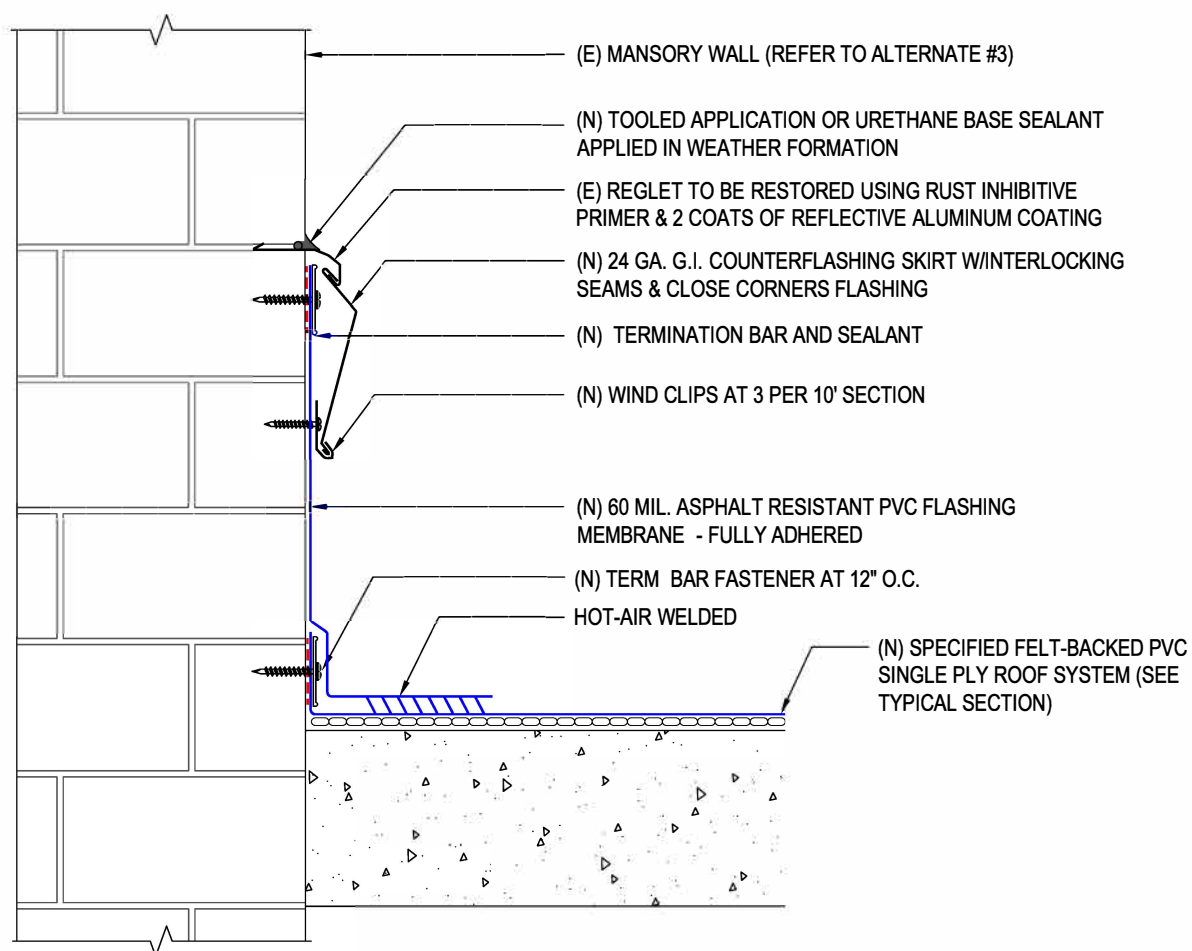 (E) MANSORY WALL (REFER TO ALTERNATE #3)
(N) TOOLED APPLICATION OR URETHANE BASE SEALANT
APPLIED IN WEATHER FORMATION
(E) REGLET TO BE RESTORED USING RUST INHIBITIVE
PRIMER & 2 COATS OF REFLECTIVE ALUMINUM COATING
(N) 24 GA. G.I. COUNTERFLASHING SKIRT W/INTERLOCKING
SEAMS & CLOSE CORNERS FLASHING
(N) TERMINATION BAR AND SEALANT
(N) WIND CLIPS AT 3 PER 10' SECTION
(N) 60 MIL. ASPHALT RESISTANT PVC FLASHING
MEMBRANE - FULLY ADHERED
(N) TERM BAR FASTENER AT 12" O.C.
HOT-AIR WELDED
(N) SPECIFIED FELT-BACKED PVC
SINGLE PLY ROOF SYSTEM (SEE
TYPICAL SECTION)